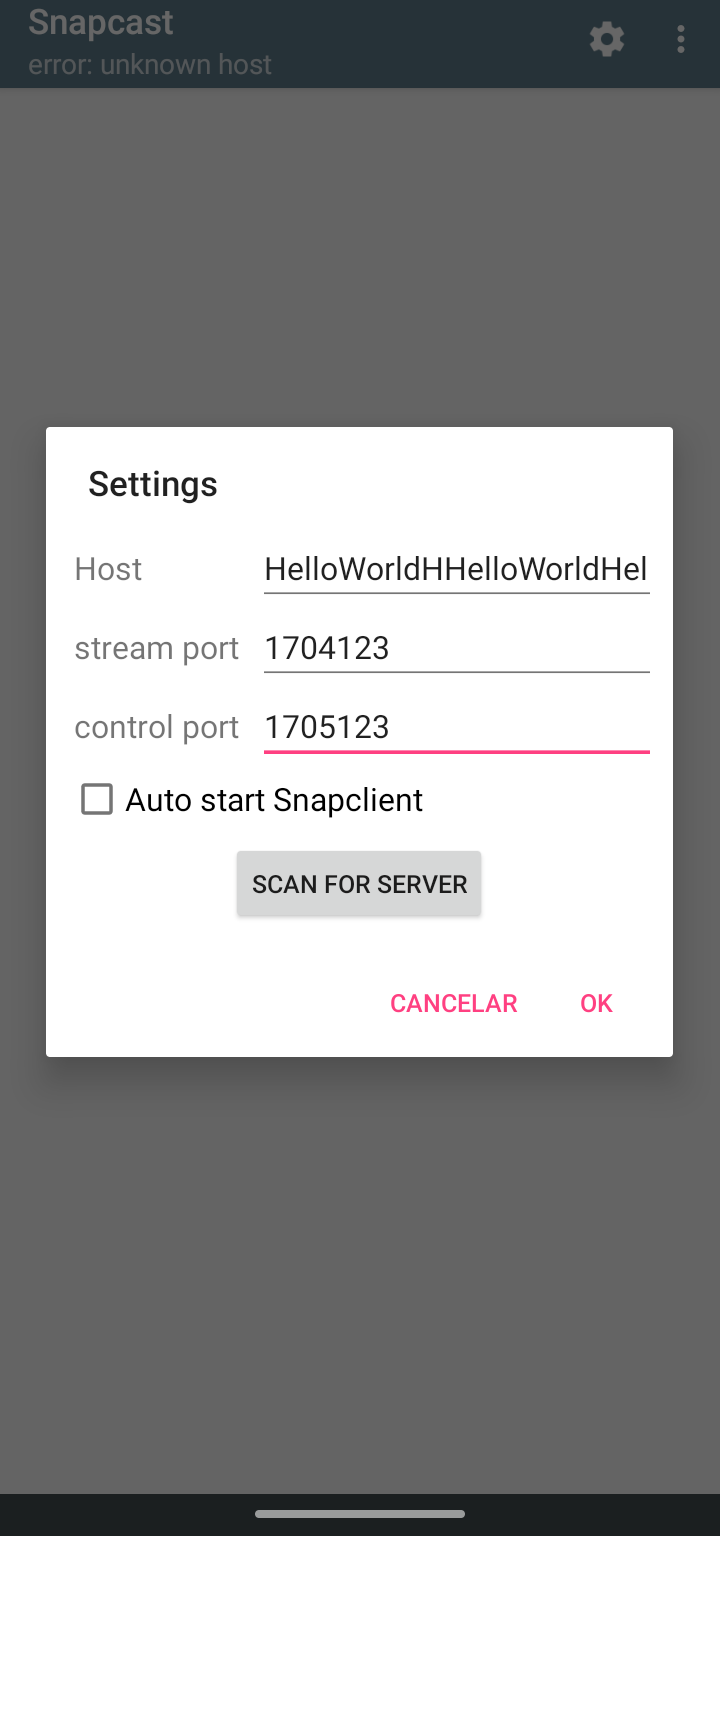 Snapcast
error: unknown host
Settings
Host HelloWorldHHelloWorldHel
stream port 1704123
control port 1705123
Auto start Snapclient
SCAN FOR SERVER
CANCELAR OK